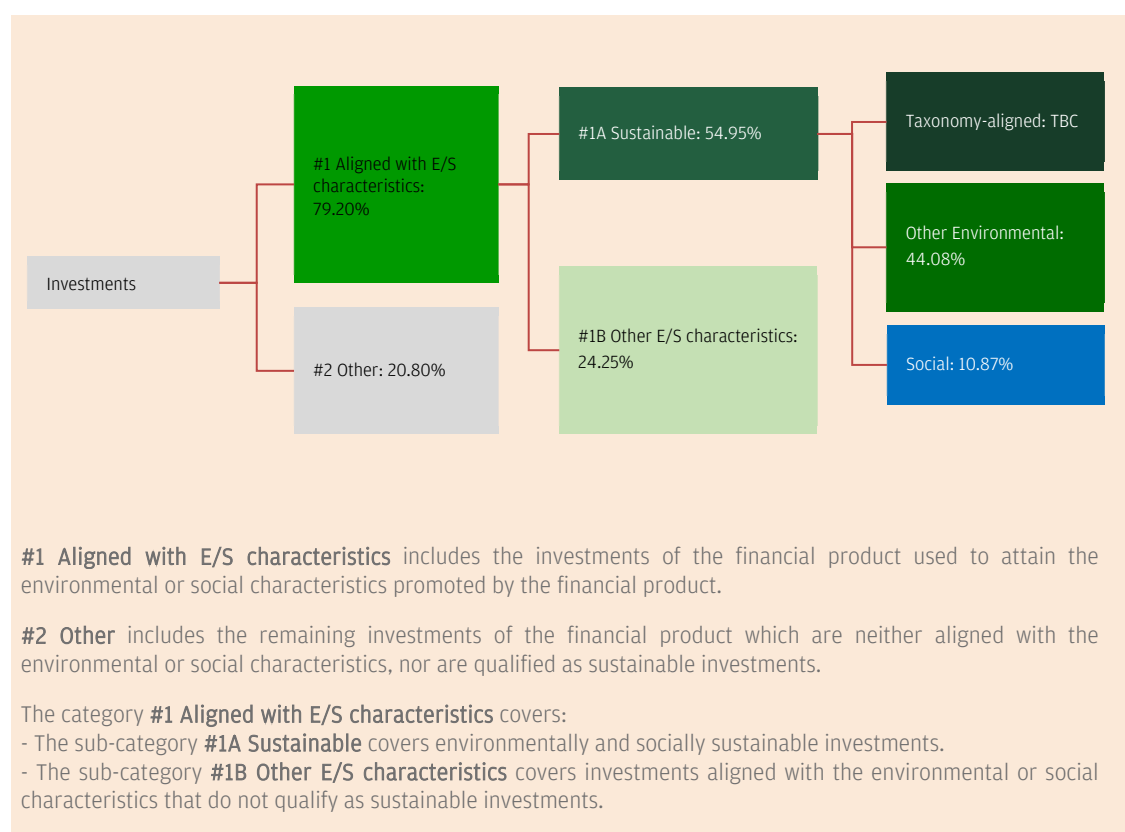 Investments
#1 Aligned with E/S
characteristics:
79.20%
#2 Other: 20.80%
#1A Sustainable: 54.95%
#1B Other E/S characteristics:
24.25%
Taxonomy-aligned: TBC
Other Environmental:
44.08%
Social: 10.87%
#1 Aligned with E/S characteristics includes the investments of the financial product used to attain the
environmental or social characteristics promoted by the financial product.
#2 Other includes the remaining investments of the financial product which are neither aligned with the
environmental or social characteristics, nor are qualified as sustainable investments.
The category #1 Aligned with E/S characteristics covers:
- The sub-category #1A Sustainable covers environmentally and socially sustainable investments.
- The sub-category #1B Other E/S characteristics covers investments aligned with the environmental or social
characteristics that do not qualify as sustainable investments.